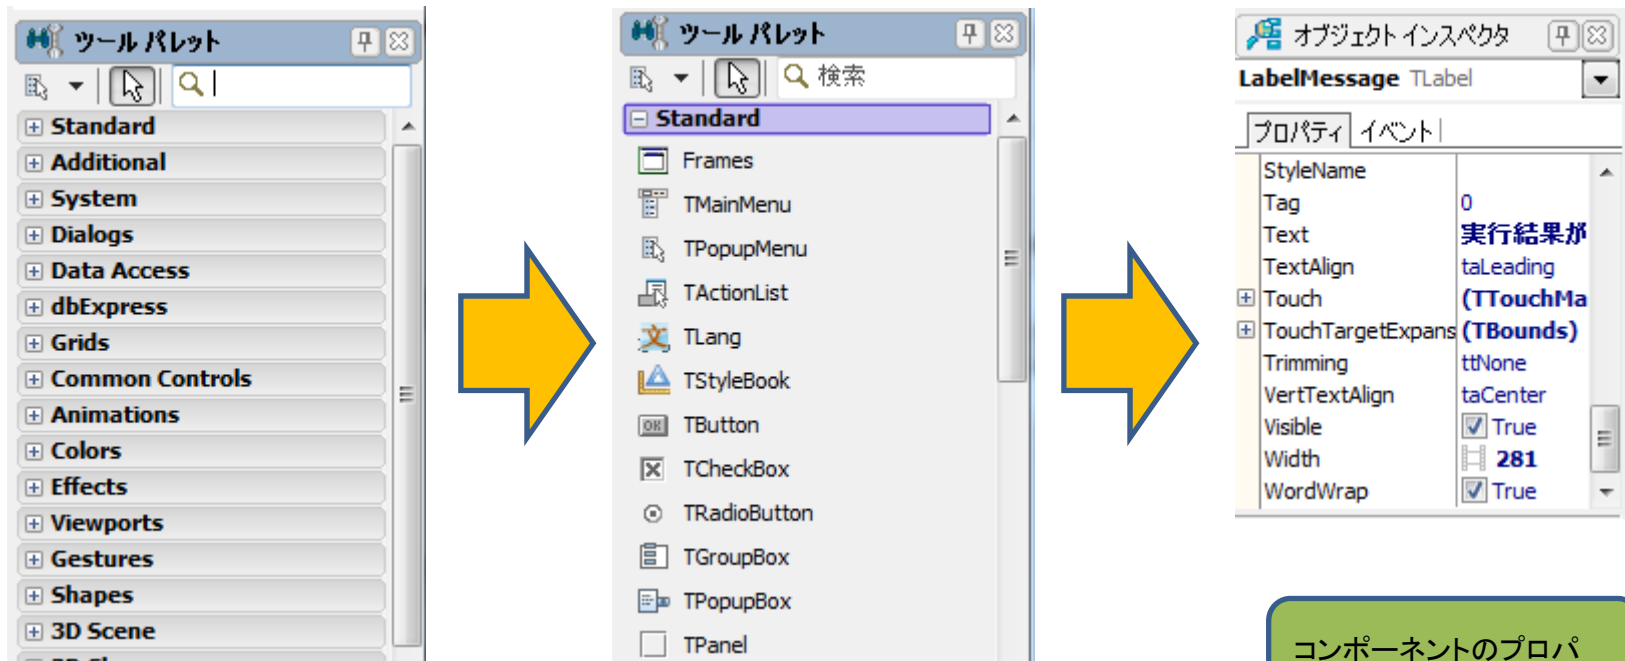 ツール パレット
Standard
Additional
System
Dialogs
Data Access
dbExpress
Grids
Common Controls
Animations
Colors
Effects
Viewports
Gestures
Shapes
3D Scene
ツール パレット
検索
Standard
Frames
TMainMenu
TPopupMenu
TActionList
TLang
TStyleBook
OK TButton
TCheckBox
TRadioButton
TGroupBox
TPopupBox
TPanel
オブジェクト インスペクタ
LabelMessage TLabel
プロパティ イベント
StyleName
Tag 0
Text 実行結果が
TextAlign taLeading
Touch (TTouchMa
TouchTargetExpans (TBounds)
Trimming ttNone
VertTextAlign taCenter
Visible True
Width 281
WordWrap True
コンポーネントのプロパ